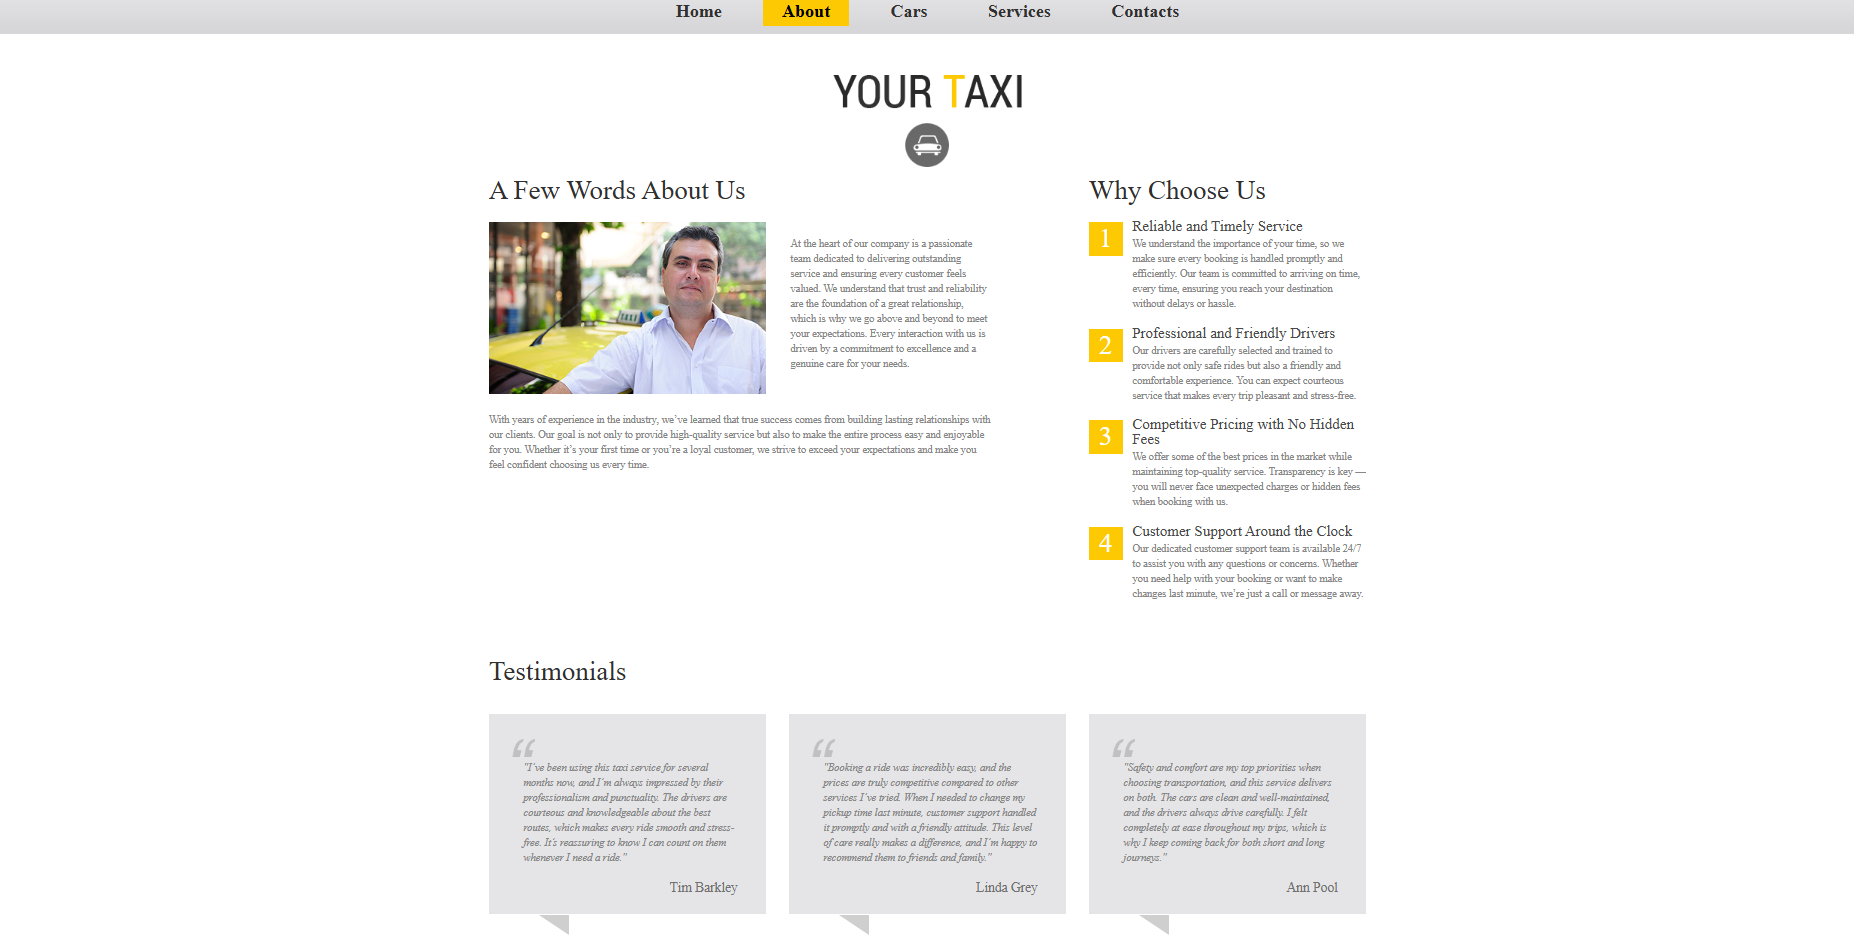 Home About Cars Services Contacts
YOUR TAXI
A Few Words About Us
At the heart of our company is a passionate
team dedicated to delivering outstanding
service and ensuring every customer feels
valued. We understand that trust and reliability
are the foundation of a great relationship,
which is why we go above and beyond to meet
your expectations. Every interaction with us is
driven by a commitment to excellence and a
genuine care for your needs.
With years of experience in the industry, we’ve learned that true success comes from building lasting relationships with
our clients. Our goal is not only to provide high-quality service but also to make the entire process easy and enjoyable
for you. Whether it’s your first time or you’re a loyal customer, we strive to exceed your expectations and make you
feel confident choosing us every time.
Why Choose Us
1
Reliable and Timely Service
We understand the importance of your time, so we
make sure every booking is handled promptly and
efficiently. Our team is committed to arriving on time,
every time, ensuring you reach your destination
without delays or hassle.
2
Professional and Friendly Drivers
Our drivers are carefully selected and trained to
provide not only safe rides but also a friendly and
comfortable experience. You can expect courteous
service that makes every trip pleasant and stress-free.
3
Competitive Pricing with No Hidden
Fees
We offer some of the best prices in the market while
maintaining top-quality service. Transparency is key —
you will never face unexpected charges or hidden fees
when booking with us.
4
Customer Support Around the Clock
Our dedicated customer support team is available 24/7
to assist you with any questions or concerns. Whether
you need help with your booking or want to make
changes last minute, we’re just a call or message away.
Testimonials
“
"I’ve been using this taxi service for several
months now, and I’m always impressed by their
professionalism and punctuality. The drivers are
courteous and knowledgeable about the best
routes, which makes every ride smooth and stress-
free. It’s reassuring to know I can count on them
whenever I need a ride."
Tim Barkley
“
"Booking a ride was incredibly easy, and the
prices are truly competitive compared to other
services I’ve tried. When I needed to change my
pickup time last minute, customer support handled
it promptly and with a friendly attitude. This level
of care really makes a difference, and I’m happy to
recommend them to friends and family."
Linda Grey
“
"Safety and comfort are my top priorities when
choosing transportation, and this service delivers
on both. The cars are clean and well-maintained,
and the drivers always drive carefully. I felt
completely at ease throughout my trips, which is
why I keep coming back for both short and long
journeys."
Ann Pool